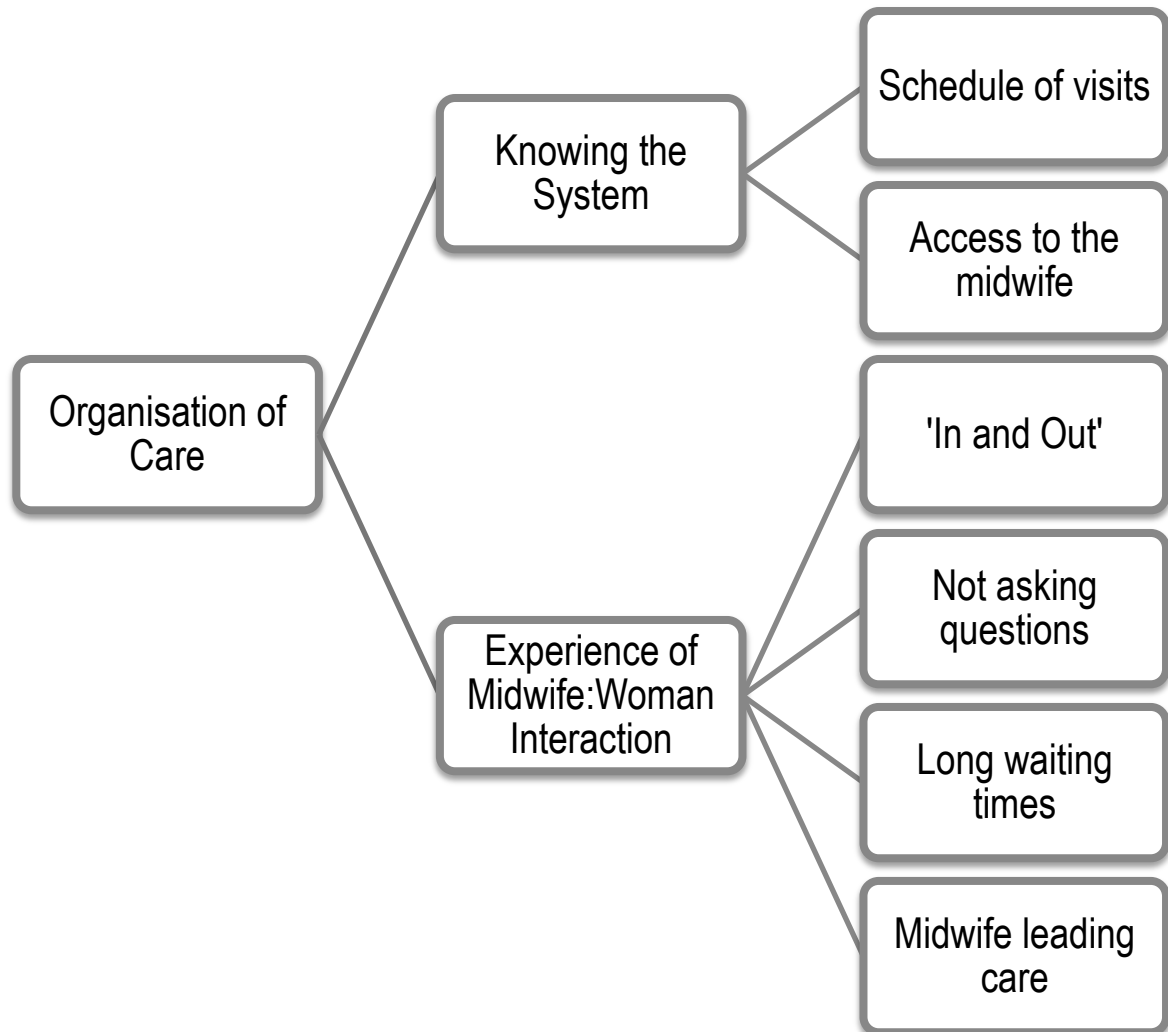 Organisation of
Care
Knowing the
System
Schedule of visits
Access to the
midwife
Experience of
Midwife:Woman
Interaction
'In and Out'
Not asking
questions
Long waiting
times
Midwife leading
care